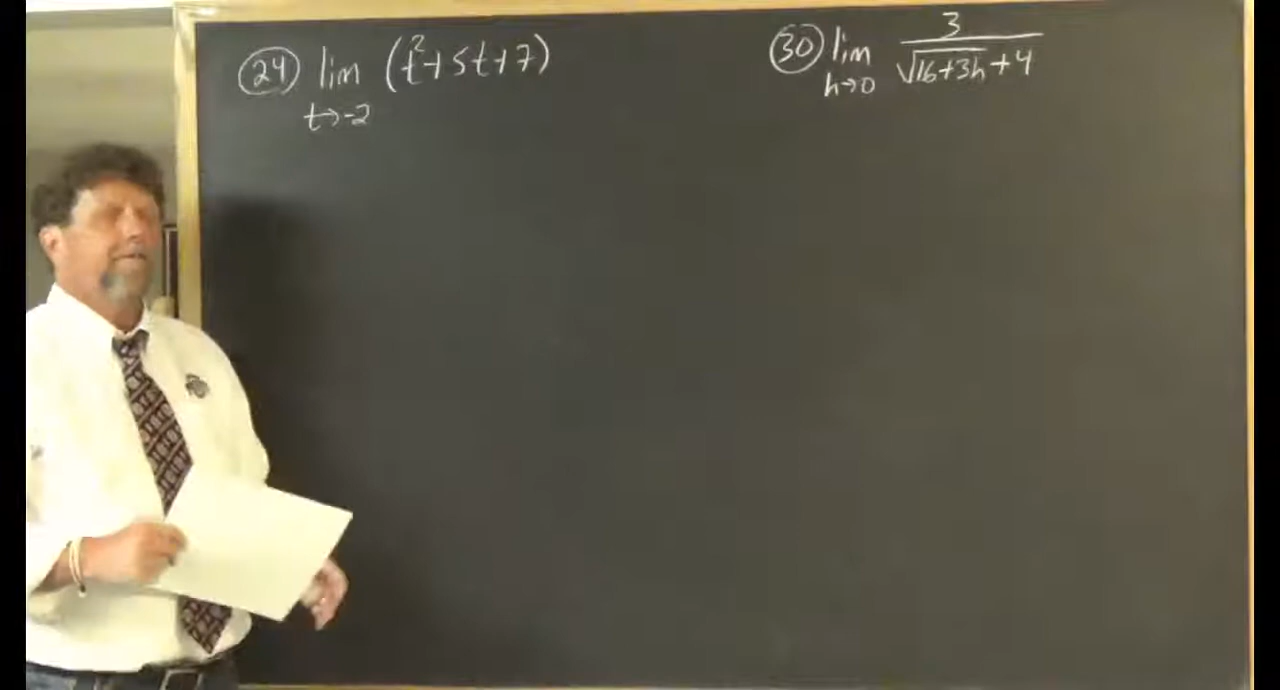 24 lim (t²+5t+7)
t→-2
30 lim 3/(√16+3h +4)
h→0